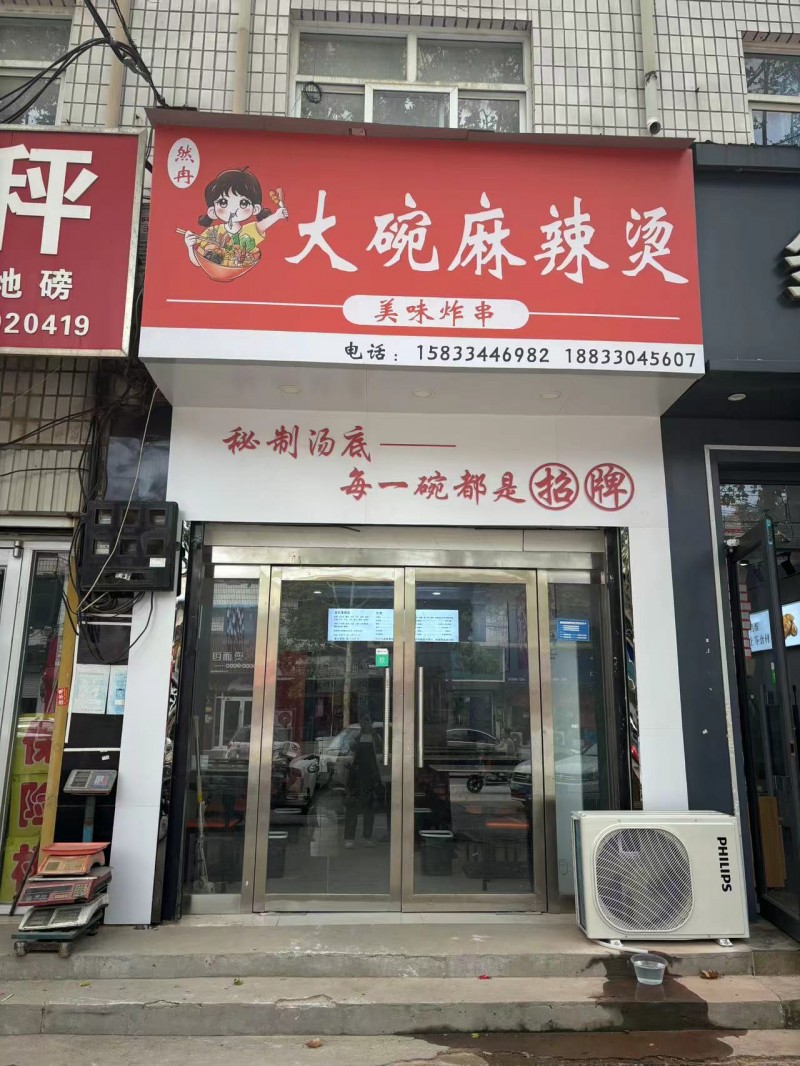 秤
地磅
920419
然冉
大碗麻辣烫
美味炸串
电话：15833446982 18833045607
秘制汤底——
每一碗都是招牌
PHILIPS